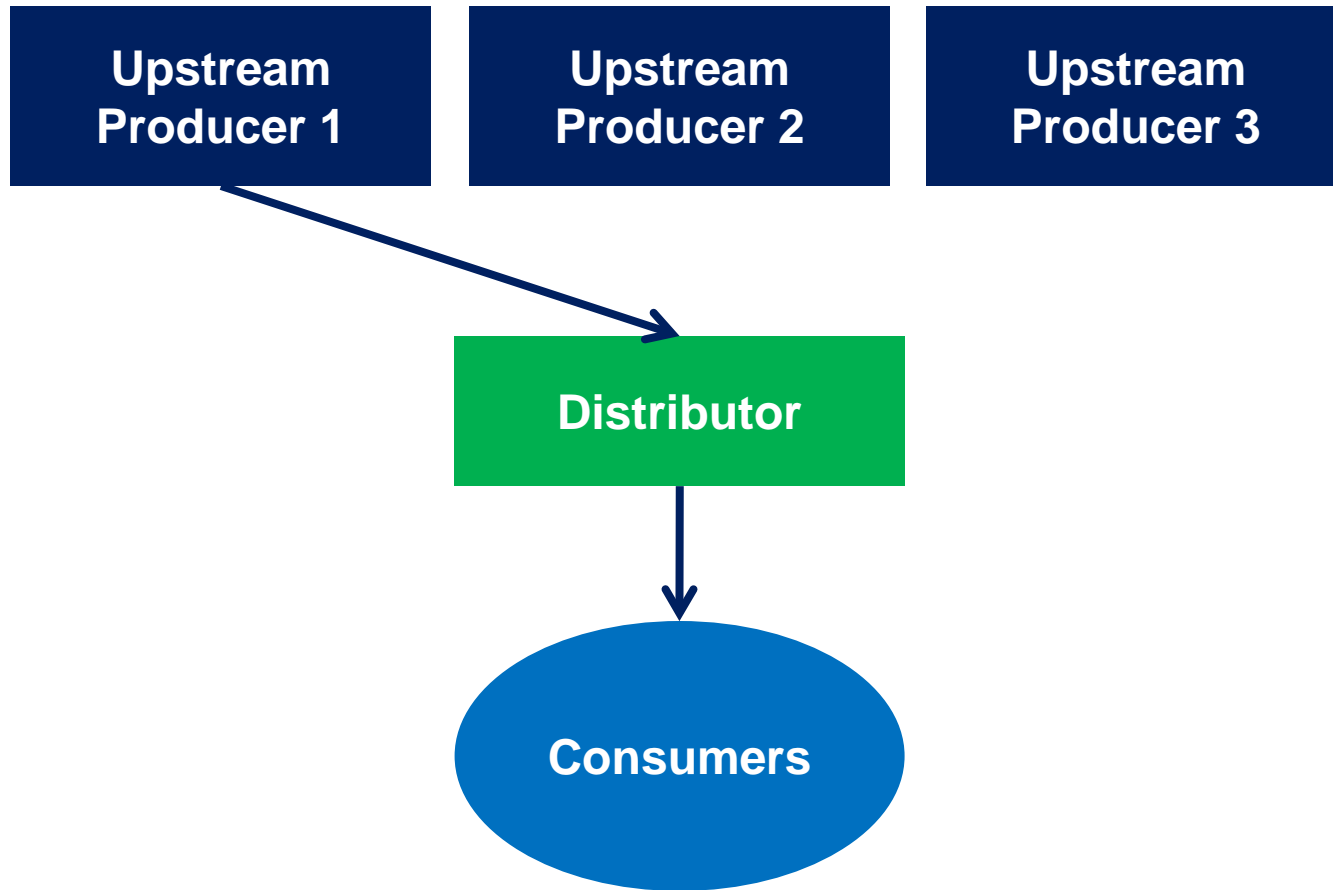 Upstream
Producer 1
Upstream
Producer 2
Upstream
Producer 3
Distributor
Consumers